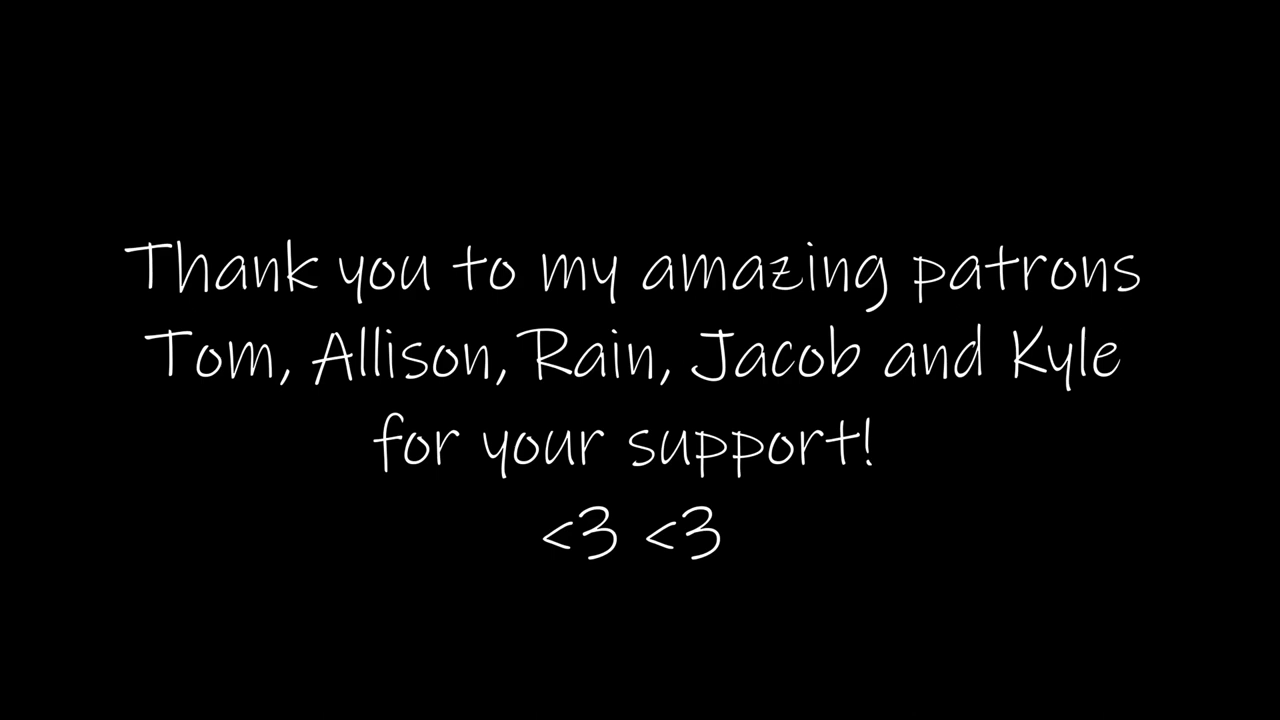 Thank you to my amazing patrons
Tom, Allison, Rain, Jacob and Kyle
for your support!
<3 <3